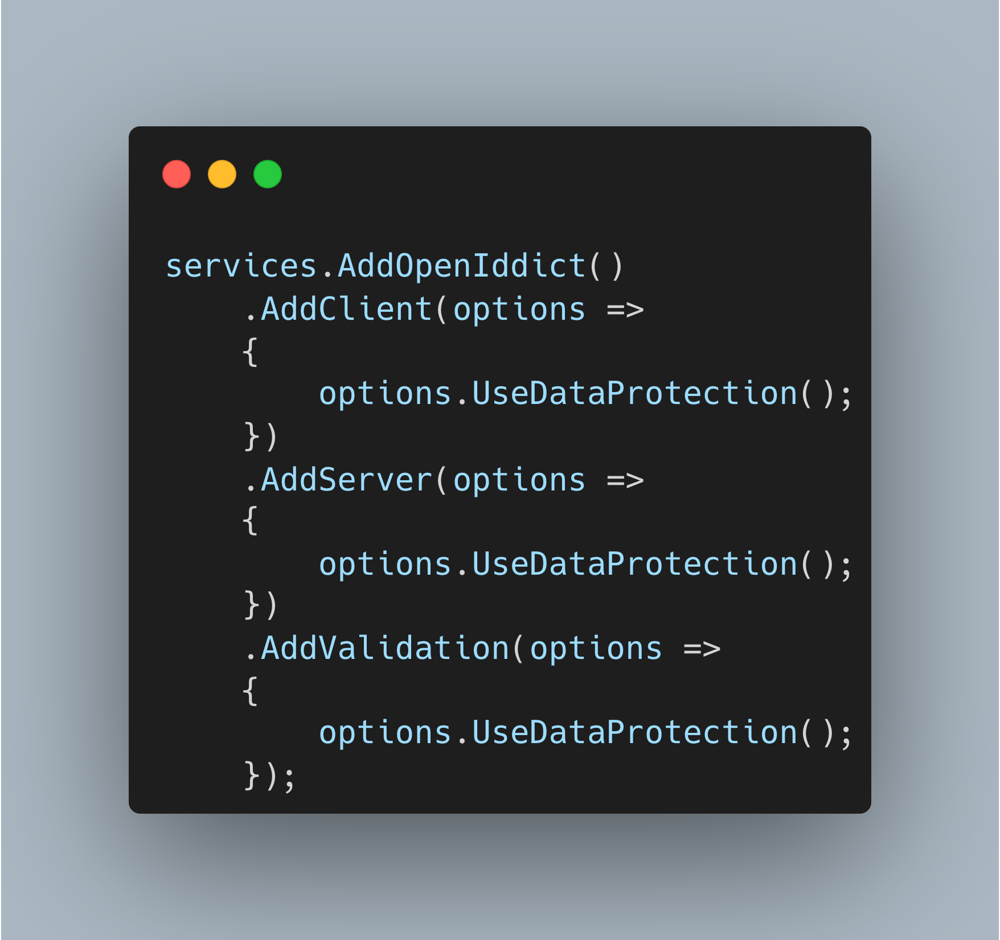 services.AddOpenIddict()
    .AddClient(options =>
    {
        options.UseDataProtection();
    })
    .AddServer(options =>
    {
        options.UseDataProtection();
    })
    .AddValidation(options =>
    {
        options.UseDataProtection();
    });